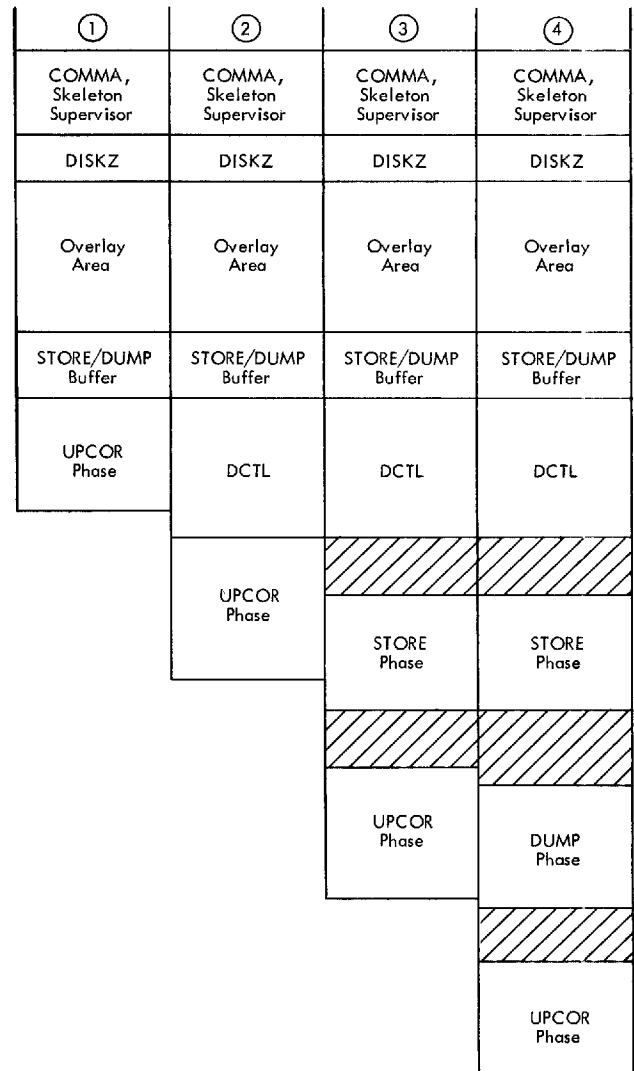 1 2 3 4
COMMA, COMMA, COMMA, COMMA,
Skeleton Skeleton Skeleton Skeleton
Supervisor Supervisor Supervisor Supervisor
DISKZ DISKZ DISKZ DISKZ
Overlay Overlay Overlay Overlay
Area Area Area Area
STORE/DUMP STORE/DUMP STORE/DUMP STORE/DUMP
Buffer Buffer Buffer Buffer
UPCOR
Phase
DCTL DCTL DCTL
UPCOR
Phase
STORE STORE
Phase Phase
UPCOR
Phase
DUMP
Phase
UPCOR
Phase